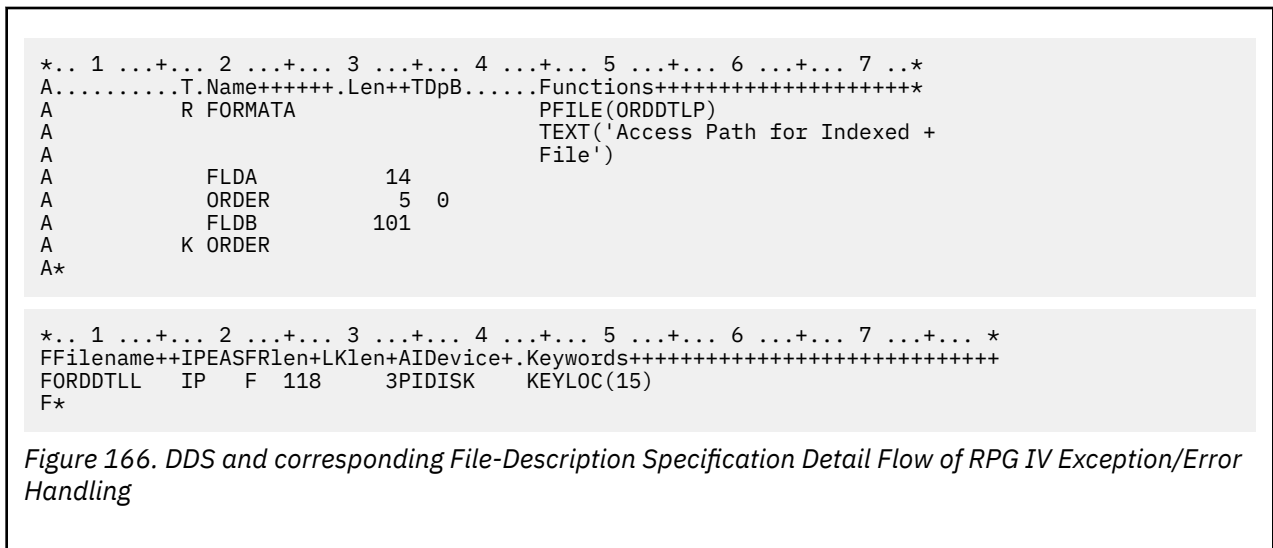 *.. 1 ...+... 2 ...+... 3 ...+... 4 ...+... 5 ...+... 6 ...+... 7 ..*
A..........T.Name++++++.Len++TDpB......Functions++++++++++++++++++++*
A          R FORMATA                   PFILE(ORDDTLP)
A                                      TEXT('Access Path for Indexed +
A                                      File')
A            FLDA          14
A            ORDER          5  0
A            FLDB         101
A          K ORDER
A*
*.. 1 ...+... 2 ...+... 3 ...+... 4 ...+... 5 ...+... 6 ...+... 7 ...+... *
FFilename++IPEASFRlen+LKlen+AIDevice+.Keywords+++++++++++++++++++++++++++++
FORDDTLL   IP   F  118     3PIDISK    KEYLOC(15)
F*
Figure 166. DDS and corresponding File-Description Specification Detail Flow of RPG IV Exception/Error
Handling